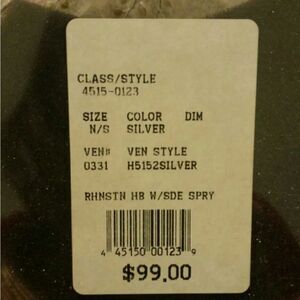 CLASS/STYLE
4515-0123
SIZE COLOR DIM
N/S SILVER
VEN# VEN STYLE
0331 H5152SILVER
RHNSTN HB W/SDE SPRY
4 45150 00123 9
$99.00